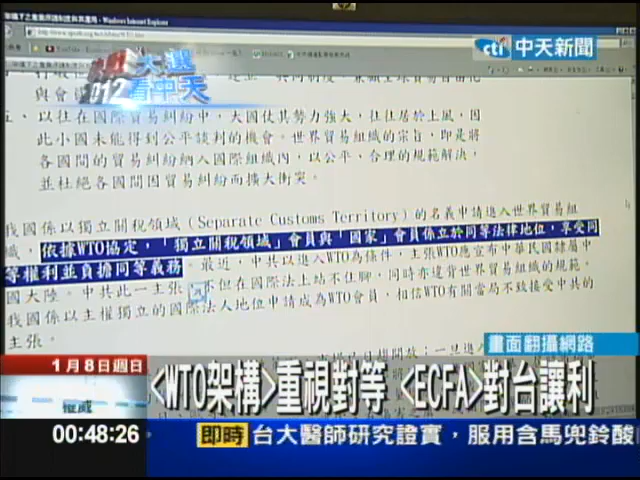 Windows Internet Explorer
cti 中天新聞
決戰 大選
2012 看中天
與會
五、以往在國際貿易糾紛中，大國仗其勢力強大，往往居於上風，因
此小國未能得到公平談判的機會。世界貿易組織的宗旨，即是將
各國間的貿易糾紛納入國際組織內，以公平、合理的規範解決，
並杜絕各國間因貿易糾紛而擴大衝突。
我國係以獨立關稅領域（Separate Customs Territory）的名義申請進入世界貿易組
織，依據WTO協定，「獨立關稅領域」會員與「國家」會員係立於同等法律地位，享受同
等權利並負擔同等義務。最近，中共以進入WTO為條件，主張WTO應宣布中華民國隸屬中
國大陸。中共此一主張 不但在國際法上站不住腳，同時亦違背世界貿易組織的規範。
我國係以主權獨立的國際法人地位申請成為WTO會員，相信WTO有關當局不致接受中共的
主張。
畫面翻攝網路
1月8日週日
<WTO架構>重視對等 <ECFA>對台讓利
00:48:26
即時 台大醫師研究證實，服用含馬兜鈴酸